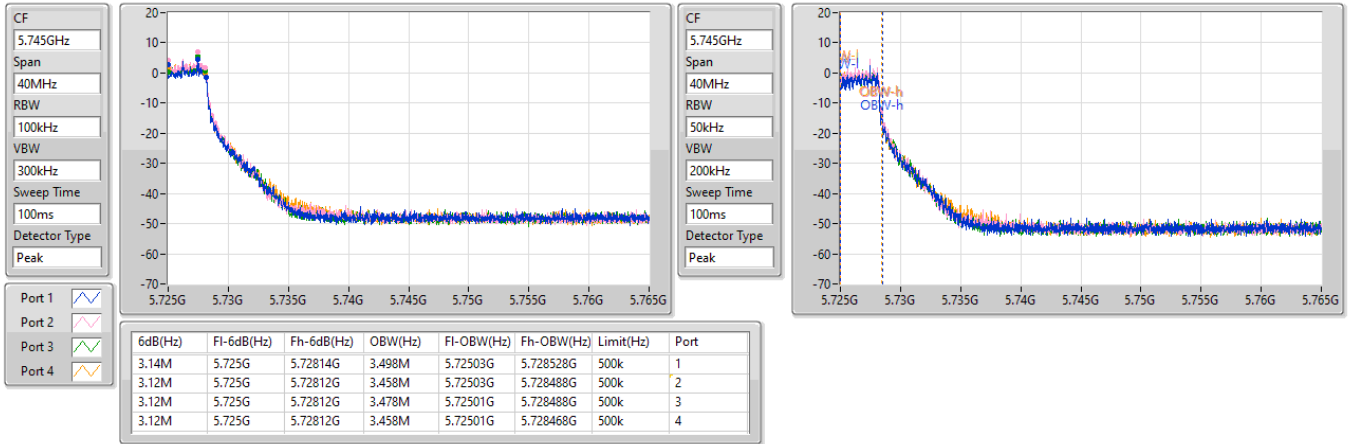 CF
5.745GHz
Span
40MHz
RBW
100kHz
VBW
300kHz
Sweep Time
100ms
Detector Type
Peak
20
10
0
-10
-20
-30
-40
-50
-60
-70
5.725G 5.73G 5.735G 5.74G 5.745G 5.75G 5.755G 5.76G 5.765G
CF
5.745GHz
Span
40MHz
RBW
50kHz
VBW
200kHz
Sweep Time
100ms
Detector Type
Peak
20
10
0
-10
-20
-30
-40
-50
-60
-70
OBW-h
OBW-h
5.725G 5.73G 5.735G 5.74G 5.745G 5.75G 5.755G 5.76G 5.765G
Port 1
Port 2
Port 3
Port 4
6dB(Hz) Fl-6dB(Hz) Fh-6dB(Hz) OBW(Hz) Fl-OBW(Hz) Fh-OBW(Hz) Limit(Hz) Port
3.14M 5.725G 5.72814G 3.498M 5.72503G 5.728528G 500k 1
3.12M 5.725G 5.72812G 3.458M 5.72503G 5.728488G 500k 2
3.12M 5.725G 5.72812G 3.478M 5.72501G 5.728488G 500k 3
3.12M 5.725G 5.72812G 3.458M 5.72501G 5.728468G 500k 4